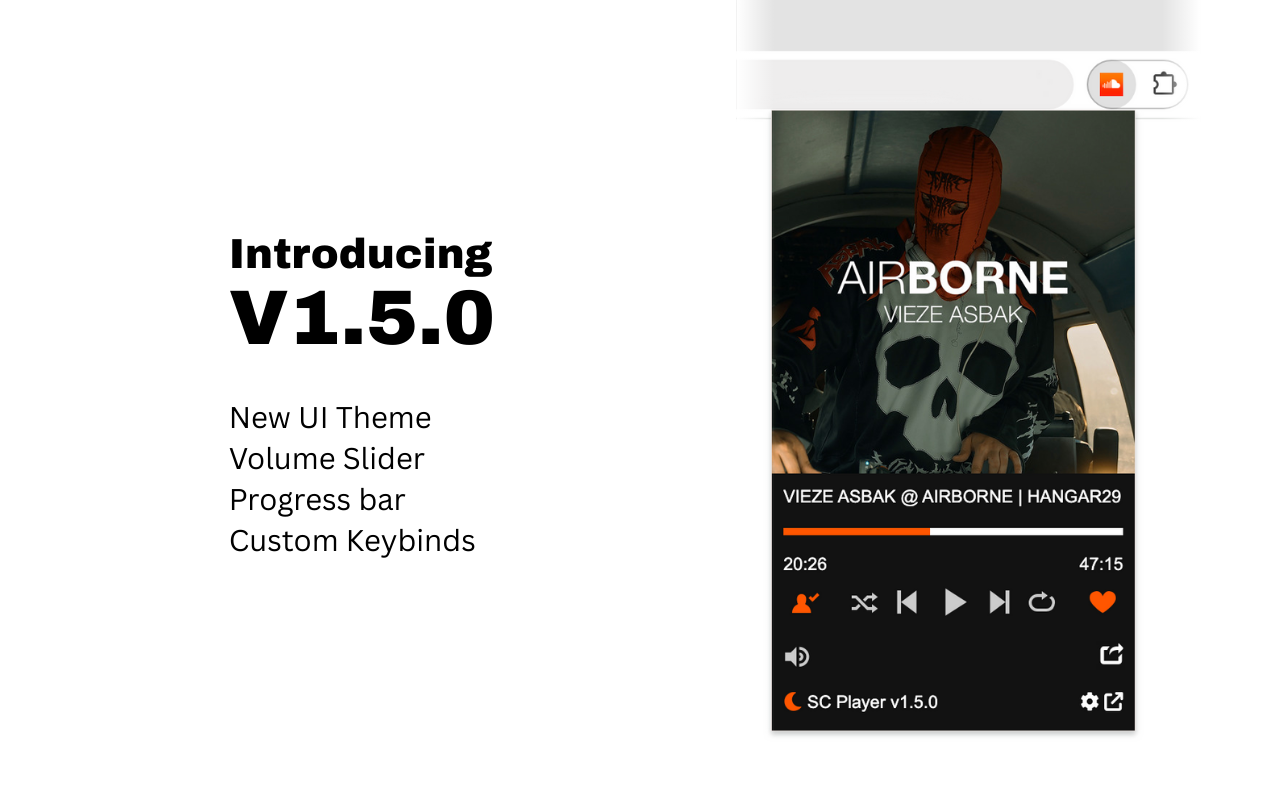 Introducing
V1.5.0
New UI Theme
Volume Slider
Progress bar
Custom Keybinds
AIRBORNE
VIEZE ASBAK
VIEZE ASBAK @ AIRBORNE | HANGAR29
20:26
47:15
SC Player v1.5.0